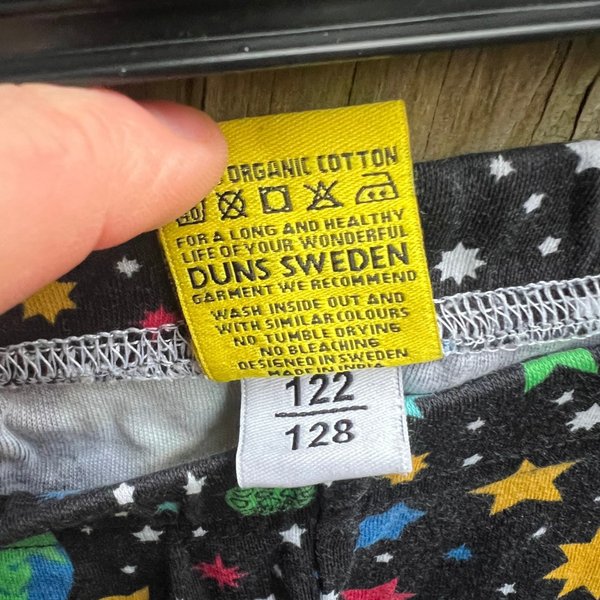 ORGANIC COTTON
FOR A LONG AND HEALTHY
LIFE OF YOUR WONDERFUL
DUNS SWEDEN
GARMENT WE RECOMMEND
WASH INSIDE OUT AND
WITH SIMILAR COLOURS
NO TUMBLE DRYING
NO BLEACHING
DESIGNED IN SWEDEN
MADE IN INDIA
122
128